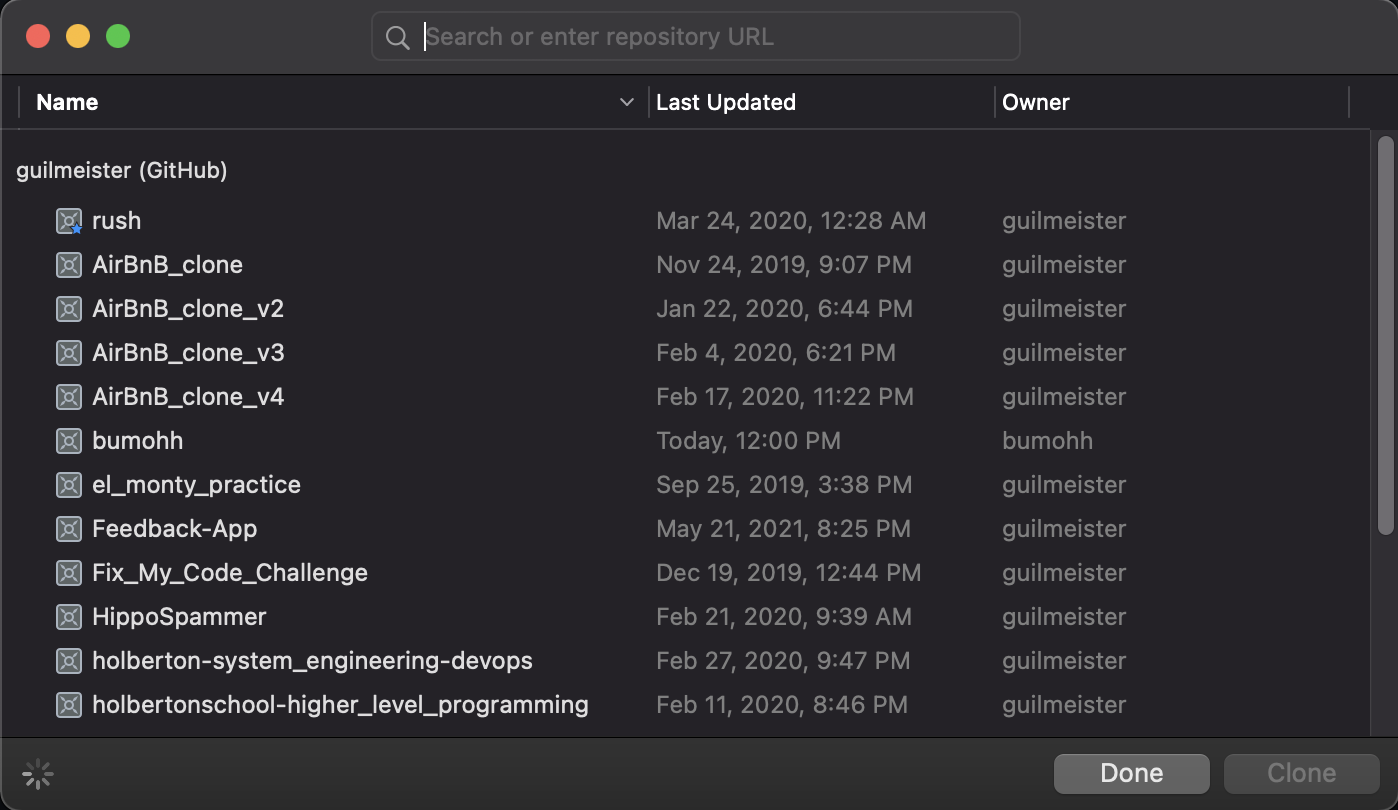 Search or enter repository URL
Name Last Updated Owner
guilmeister (GitHub)
rush Mar 24, 2020, 12:28 AM guilmeister
AirBnB_clone Nov 24, 2019, 9:07 PM guilmeister
AirBnB_clone_v2 Jan 22, 2020, 6:44 PM guilmeister
AirBnB_clone_v3 Feb 4, 2020, 6:21 PM guilmeister
AirBnB_clone_v4 Feb 17, 2020, 11:22 PM guilmeister
bumohh Today, 12:00 PM bumohh
el_monty_practice Sep 25, 2019, 3:38 PM guilmeister
Feedback-App May 21, 2021, 8:25 PM guilmeister
Fix_My_Code_Challenge Dec 19, 2019, 12:44 PM guilmeister
HippoSpammer Feb 21, 2020, 9:39 AM guilmeister
holberton-system_engineering-devops Feb 27, 2020, 9:47 PM guilmeister
holbertonschool-higher_level_programming Feb 11, 2020, 8:46 PM guilmeister
Done Clone